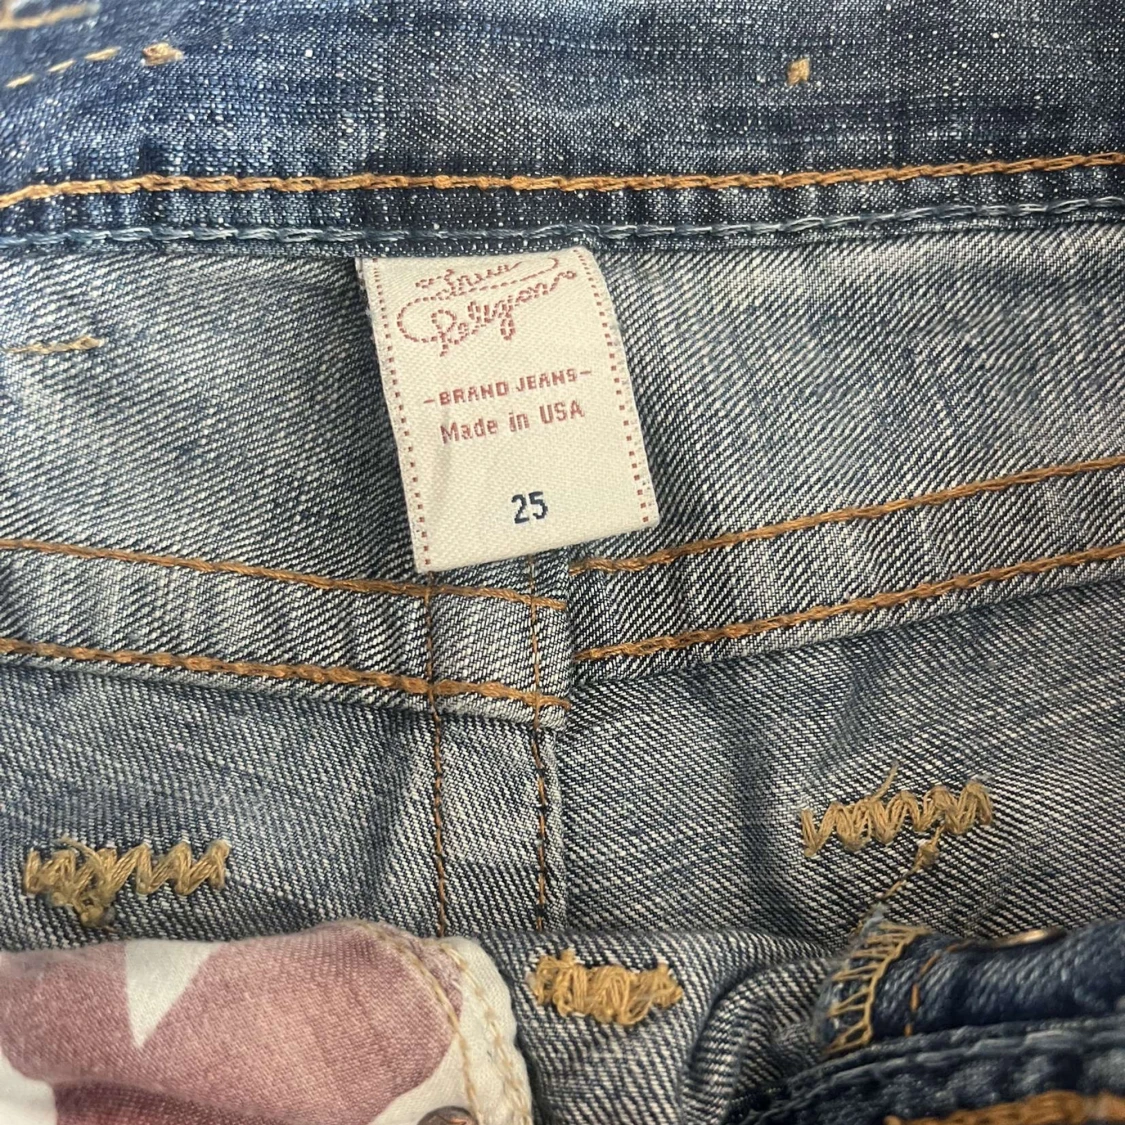 True
Religion
-BRAND JEANS-
Made in USA
25